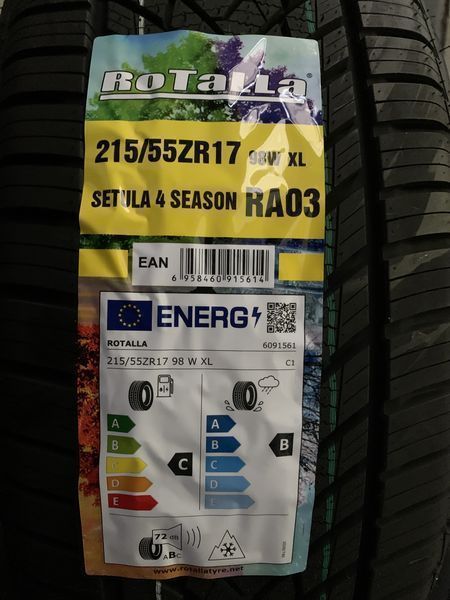 RoTaLLa®
215/55ZR17 98W XL
SETULA 4 SEASON RA03
EAN
6 958460 915614
ENERG
ROTALLA 6091561
215/55ZR17 98 W XL C1
A A
B B B
C C C
D D
E E
72 dB
ABC
www.rotallatyre.net